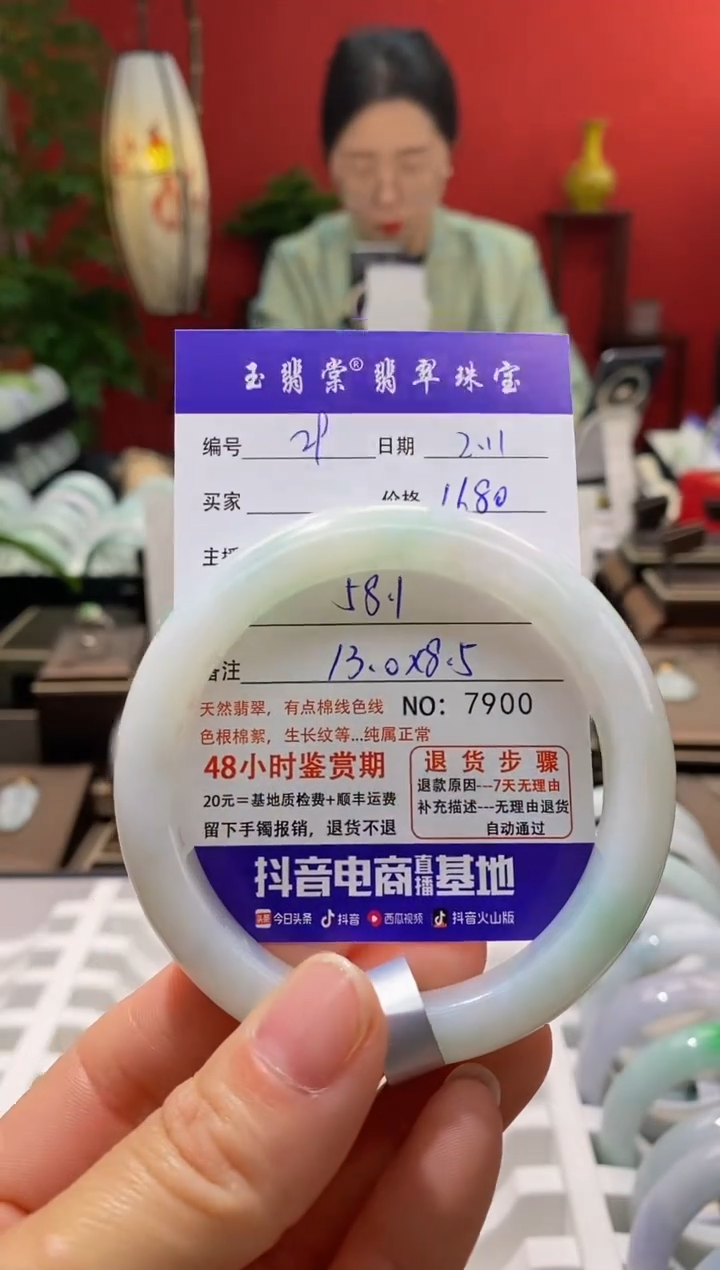 玉翡棠®翡翠珠宝
编号 日期 2.11
买家 价格 1680
主播
58.1
备注 13.0x8.5
天然翡翠，有点棉线色线 NO: 7900
色根棉絮，生长纹等...纯属正常
48小时鉴赏期
20元=基地质检费+顺丰运费
留下手镯报销，退货不退
退货步骤
退款原因---7天无理由
补充描述---无理由退货
自动通过
抖音电商直播基地
头条 今日头条 抖音 西瓜视频 抖音火山版